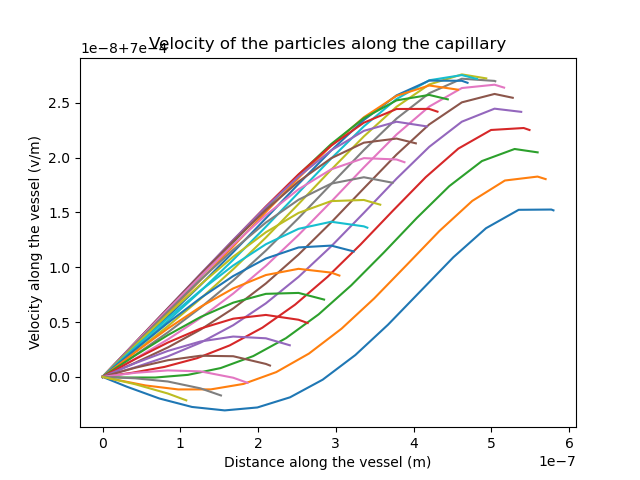 Velocity of the particles along the capillary
1e−8+7e−4
2.5
2.0
1.5
1.0
0.5
0.0
Velocity along the vessel (v/m)
0 1 2 3 4 5 6
Distance along the vessel (m)
1e−7